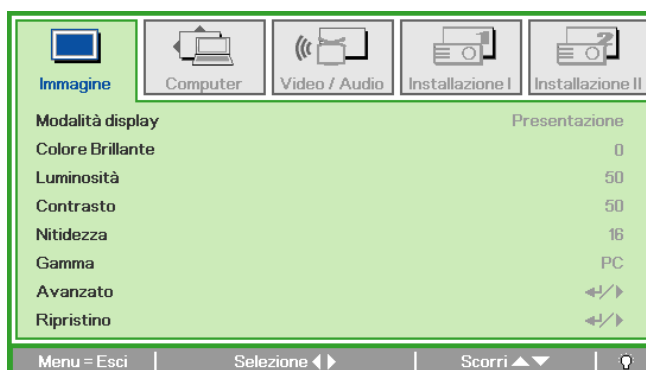 Immagine Computer Video / Audio Installazione I Installazione II
Modalità display Presentazione
Colore Brillante 0
Luminosità 50
Contrasto 50
Nitidezza 16
Gamma PC
Avanzato
Ripristino
Menu = Esci Selezione Scorri